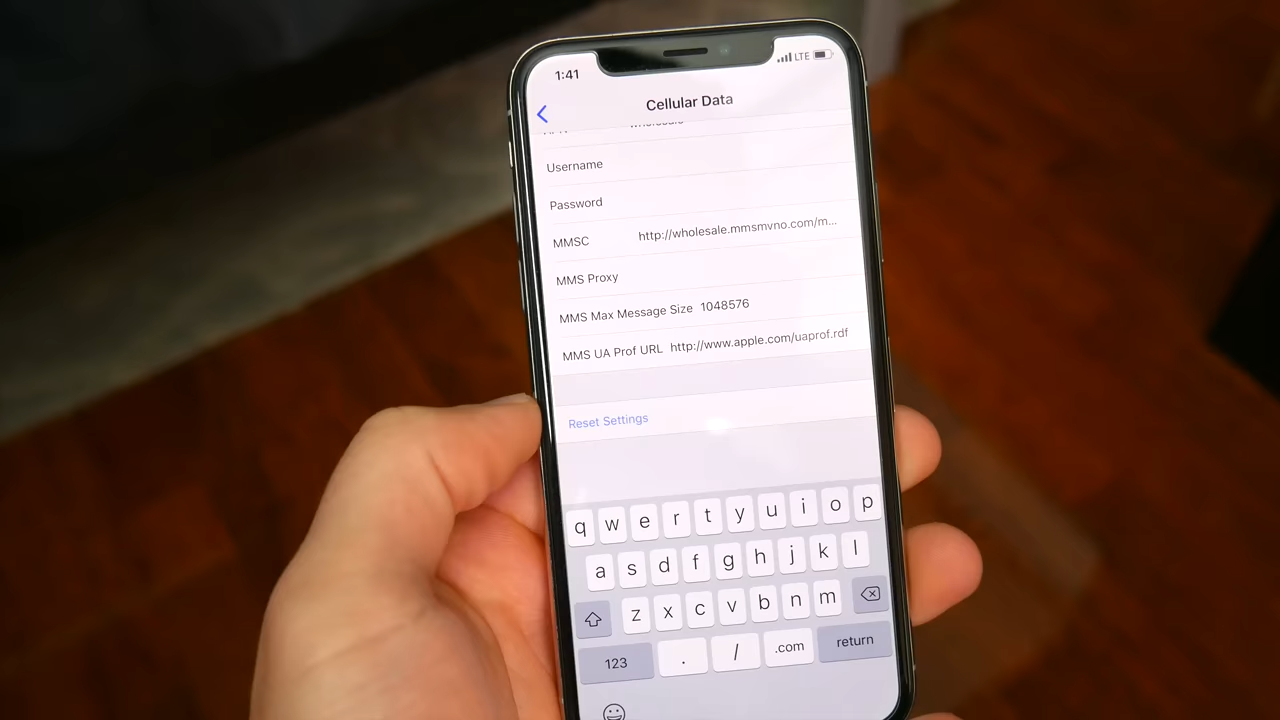 1:41 LTE
Cellular Data
Username
Password
MMSC http://wholesale.mmsmvno.com/m...
MMS Proxy
MMS Max Message Size 1048576
MMS UA Prof URL http://www.apple.com/uaprof.rdf
Reset Settings
q w e r t y u i o p
a s d f g h j k l
z x c v b n m
123 . / .com return